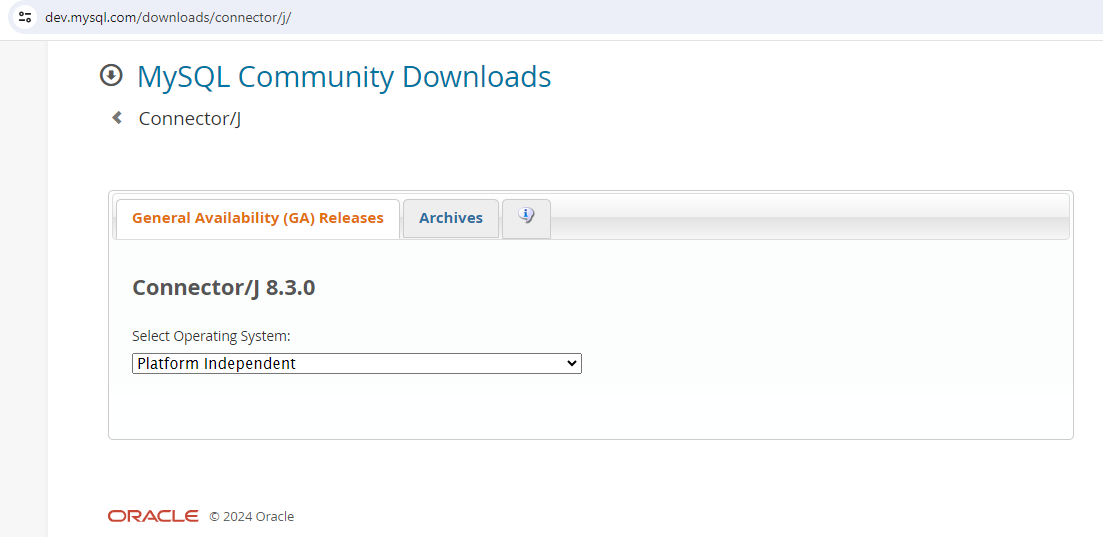 dev.mysql.com/downloads/connector/j/
MySQL Community Downloads
Connector/J
General Availability (GA) Releases
Archives
Connector/J 8.3.0
Select Operating System:
Platform Independent
ORACLE © 2024 Oracle